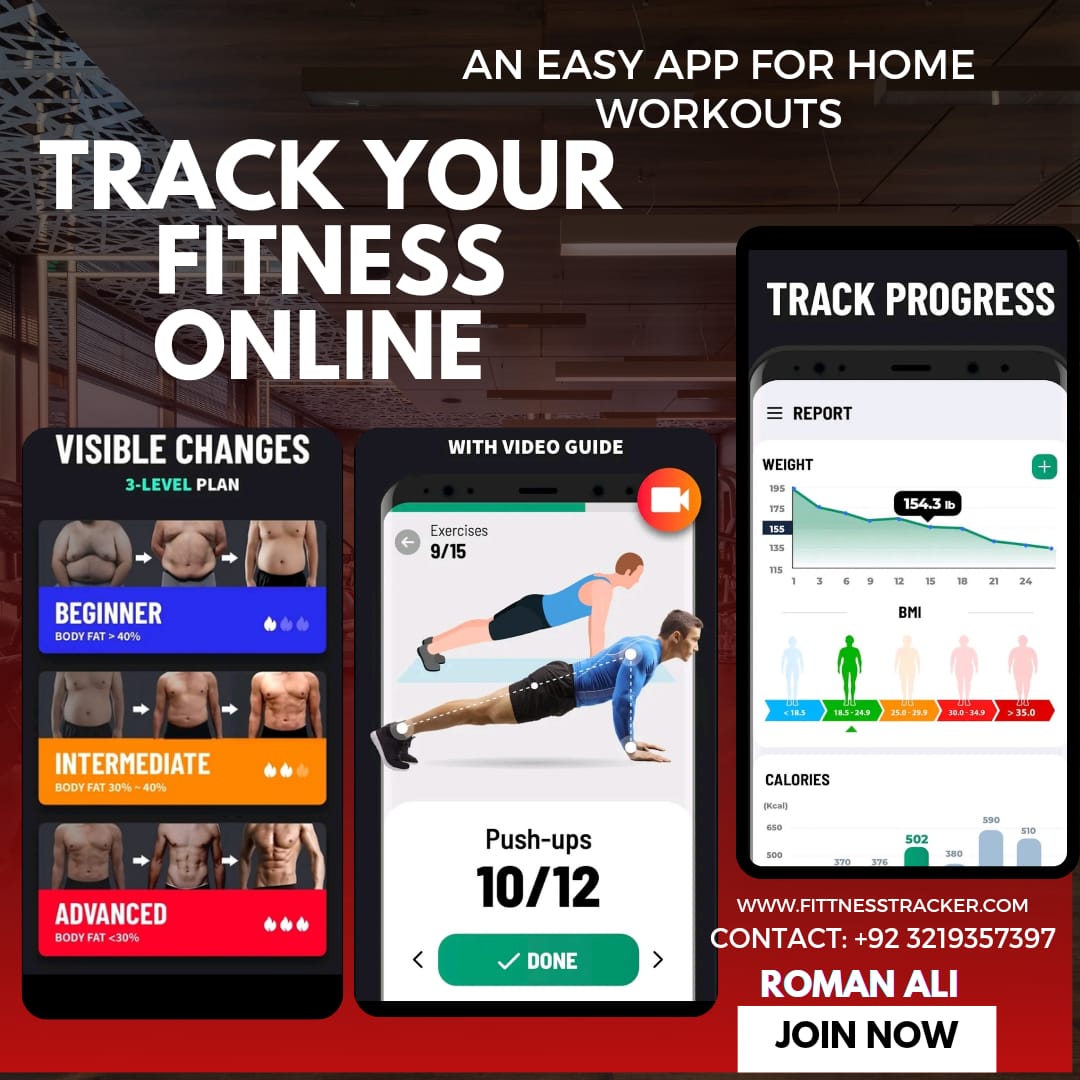 AN EASY APP FOR HOME
WORKOUTS
TRACK YOUR
FITNESS
ONLINE
VISIBLE CHANGES
3-LEVEL PLAN
BEGINNER
BODY FAT > 40%
INTERMEDIATE
BODY FAT 30% ~ 40%
ADVANCED
BODY FAT <30%
WITH VIDEO GUIDE
Exercises
9/15
Push-ups
10/12
DONE
TRACK PROGRESS
REPORT
WEIGHT
195
175
155
135
115
154.3 lb
1 3 6 9 12 15 18 21 24
BMI
< 18.5 18.5 - 24.9 25.0 - 29.9 30.0 - 34.9 > 35.0
CALORIES
(Kcal)
650
500
370 376 502 380 590 510
WWW.FITTNESSTRACKER.COM
CONTACT: +92 3219357397
ROMAN ALI
JOIN NOW